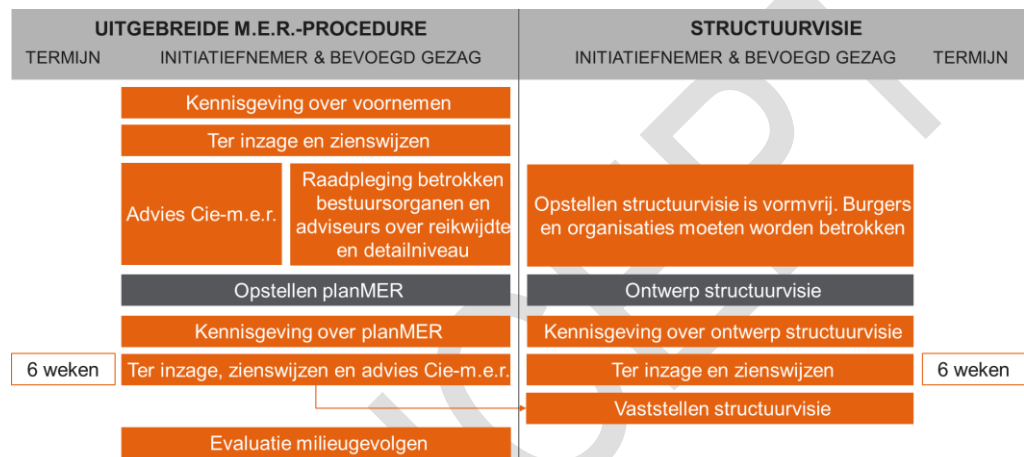 UITGEBREIDE M.E.R.-PROCEDURE
STRUCTUURVISIE
TERMIJN
INITIATIEFNEMER & BEVOEGD GEZAG
INITIATIEFNEMER & BEVOEGD GEZAG
TERMIJN
Kennisgeving over voornemen
Ter inzage en zienswijzen
Advies Cie-m.e.r.
Raadpleging betrokken
bestuursorganen en
adviseurs over reikwijdte
en detailniveau
Opstellen structuurvisie is vormvrij. Burgers
en organisaties moeten worden betrokken
Opstellen planMER
Ontwerp structuurvisie
Kennisgeving over planMER
Kennisgeving over ontwerp structuurvisie
6 weken
Ter inzage, zienswijzen en advies Cie-m.e.r.
Ter inzage en zienswijzen
6 weken
Vaststellen structuurvisie
Evaluatie milieugevolgen